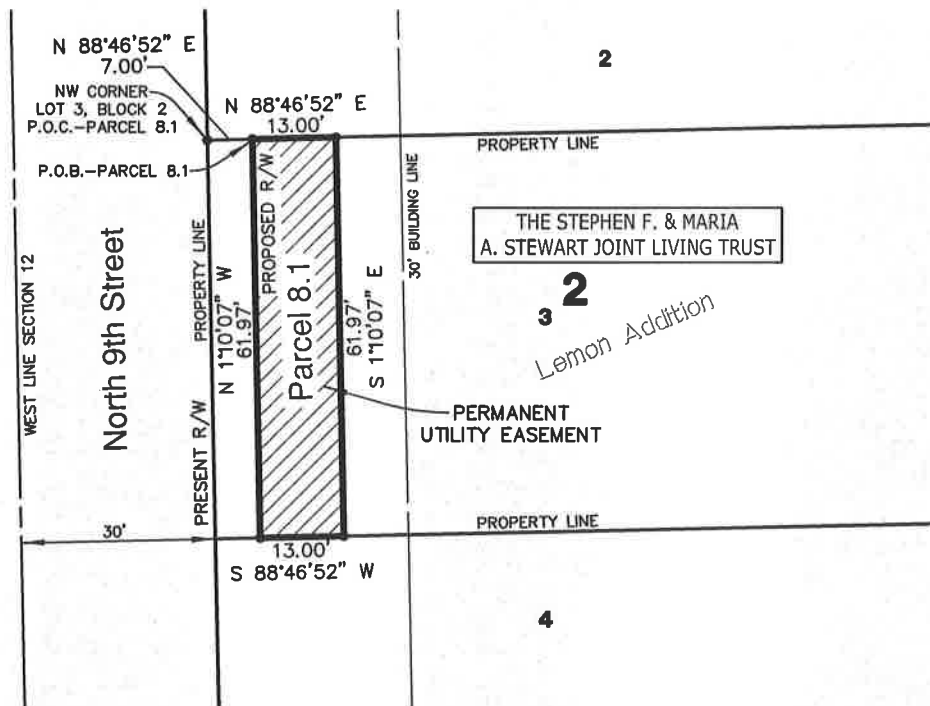 N 88°46'52" E
7.00'
NW CORNER
LOT 3, BLOCK 2
P.O.C.-PARCEL 8.1
N 88°46'52" E
13.00'
P.O.B.-PARCEL 8.1
2
PROPERTY LINE
THE STEPHEN F. & MARIA
A. STEWART JOINT LIVING TRUST
2
3
Lemon Addition
WEST LINE SECTION 12
North 9th Street
PRESENT R/W
PROPERTY LINE
N 1°10'07" W
61.97'
PROPOSED R/W
Parcel 8.1
61.97'
S 1°10'07" E
30' BUILDING LINE
PERMANENT
UTILITY EASEMENT
30'
13.00'
S 88°46'52" W
PROPERTY LINE
4